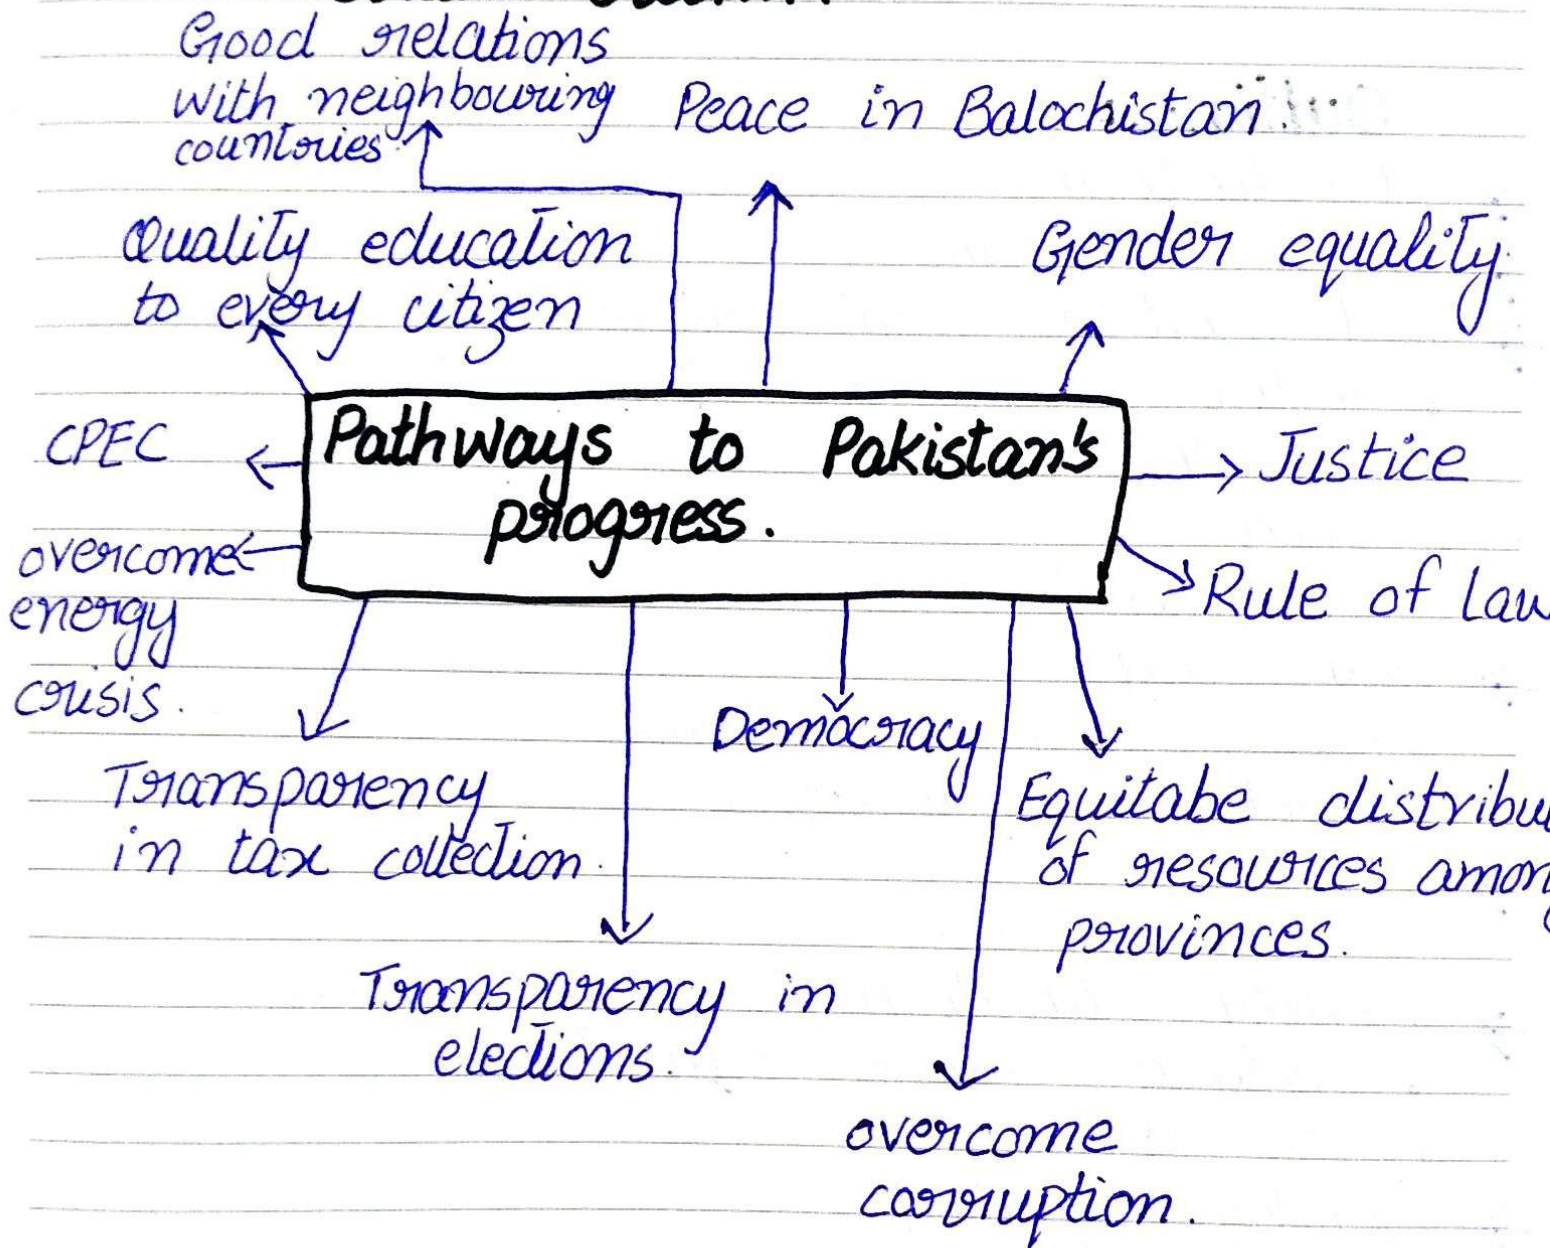 Good relations
with neighbouring
countries
Peace in Balochistan.
Quality education
to every citizen
Gender equality.
CPEC
Pathways to Pakistan's
progress.
Justice
overcome
energy
crisis.
Rule of law
Democracy
Transparency
in tax collection.
Equitabe distribu
of resources among
provinces.
Transparency in
elections.
overcome
corruption.